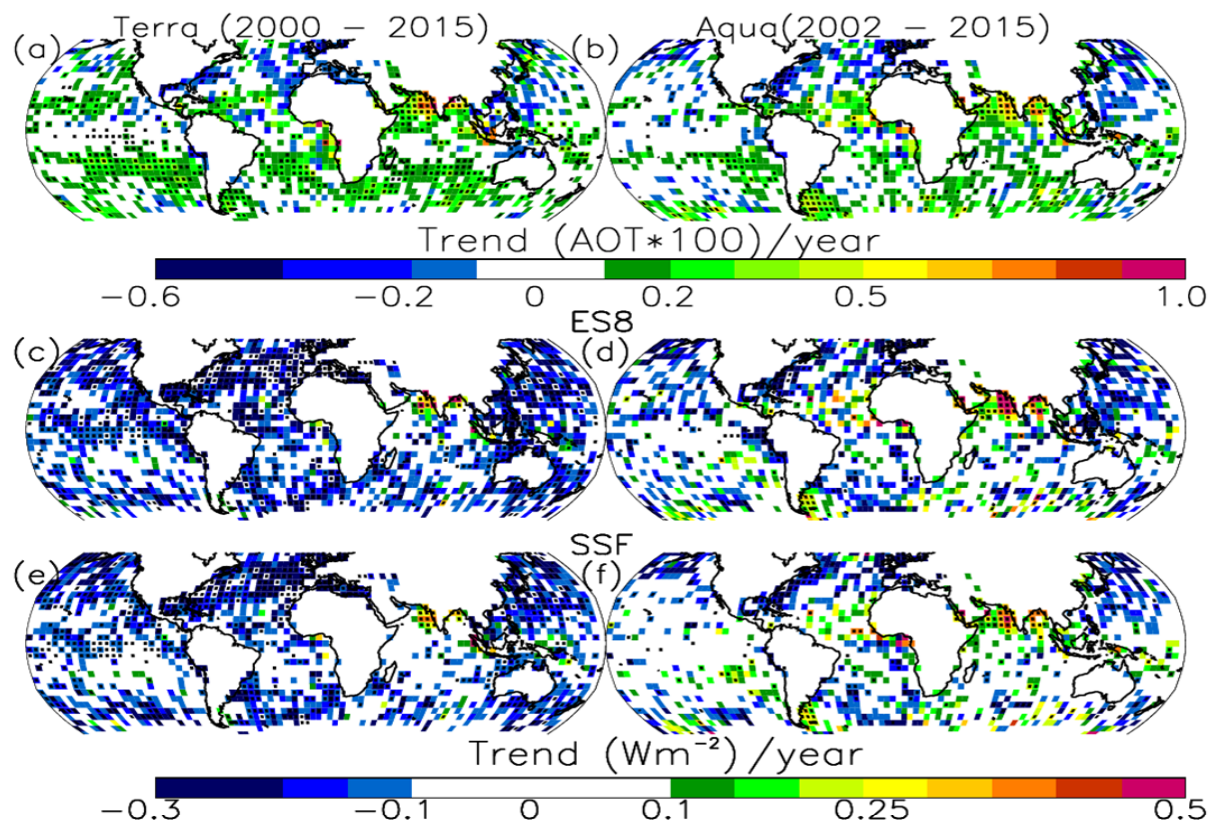 Terra (2000 – 2015) Aqua(2002 – 2015)
(a) (b)
Trend (AOT*100)/year
−0.6 −0.2 0 0.2 0.5 1.0
ES8
(c) (d)
SSF
(e) (f)
Trend (Wm⁻²)/year
−0.3 −0.1 0 0.1 0.25 0.5